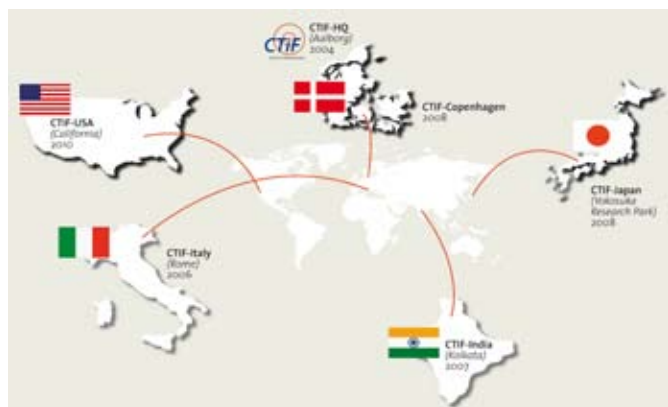 CTiF
CTIF-HQ
(Aalborg)
2004
CTIF-USA
(California)
2010
CTIF-Copenhagen
2008
CTIF-Japan
(Yokosuka
Research Park)
2008
CTIF-Italy
(Rome)
2006
CTIF-India
(Kolkata)
2007